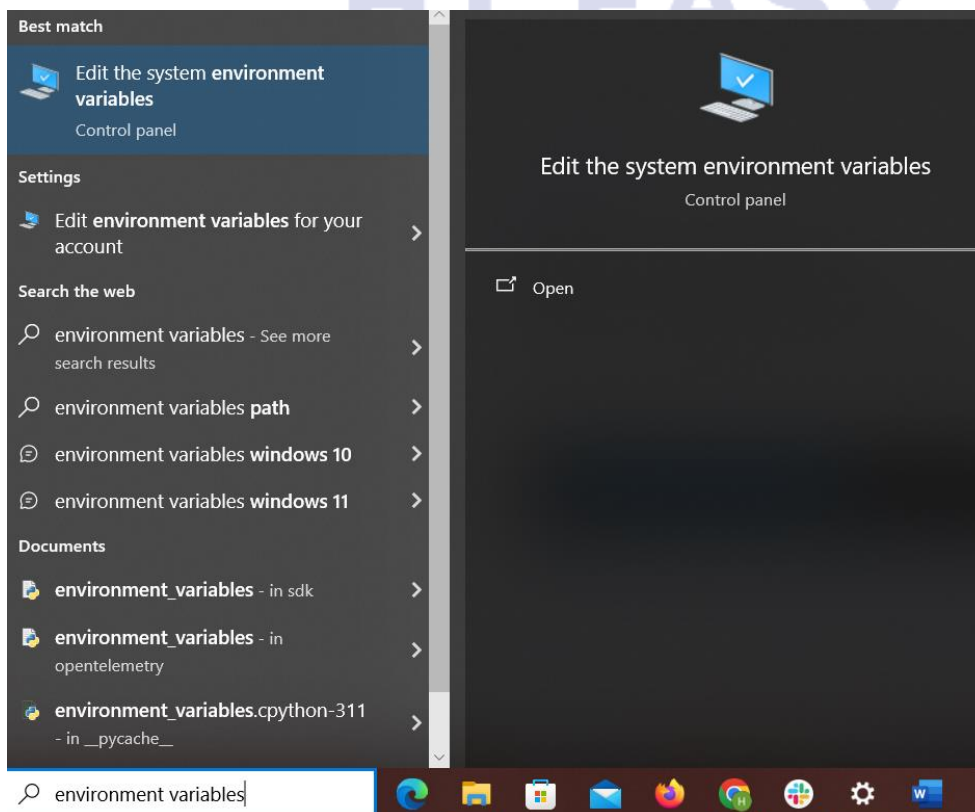 Best match
Edit the system environment
variables
Control panel
Settings
Edit environment variables for your
account
Search the web
environment variables - See more
search results
environment variables path
environment variables windows 10
environment variables windows 11
Documents
environment_variables - in sdk
environment_variables - in
opentelemetry
environment_variables.cpython-311
- in __pycache__
environment variables
Edit the system environment variables
Control panel
Open